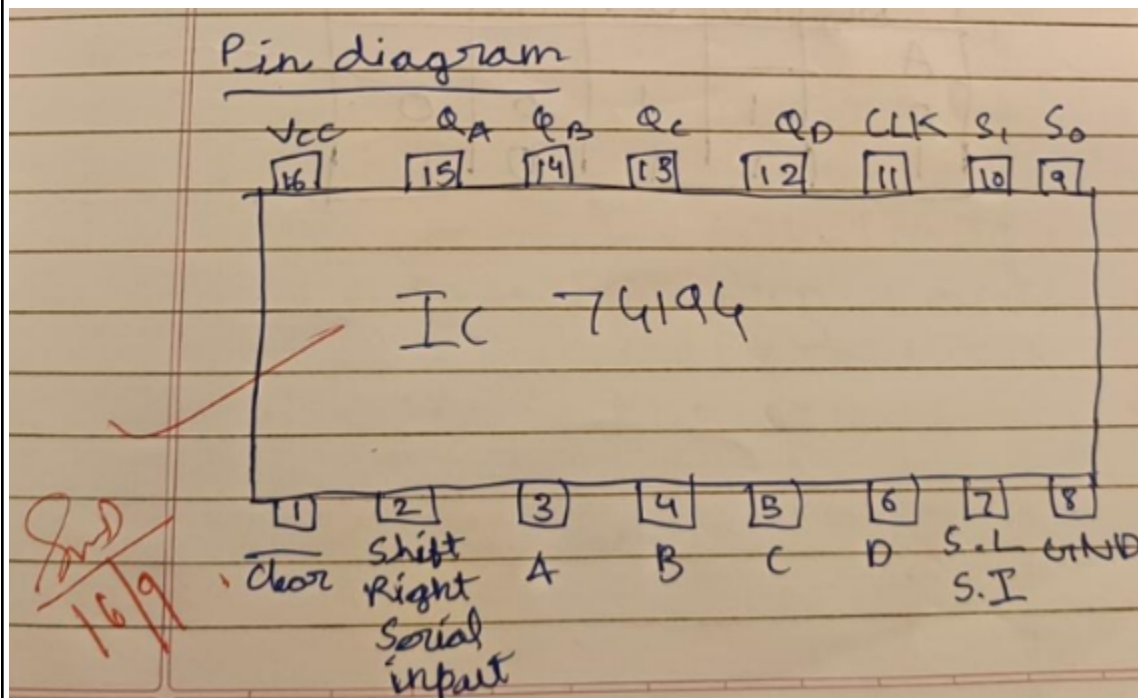 Pin diagram
Vcc QA QB Qc QD CLK S1 S0
16 15 14 13 12 11 10 9
Ic 74194
1 2 3 4 5 6 7 8
Clear Shift Right Serial inpait A B C D S.L S.I GND
16/9